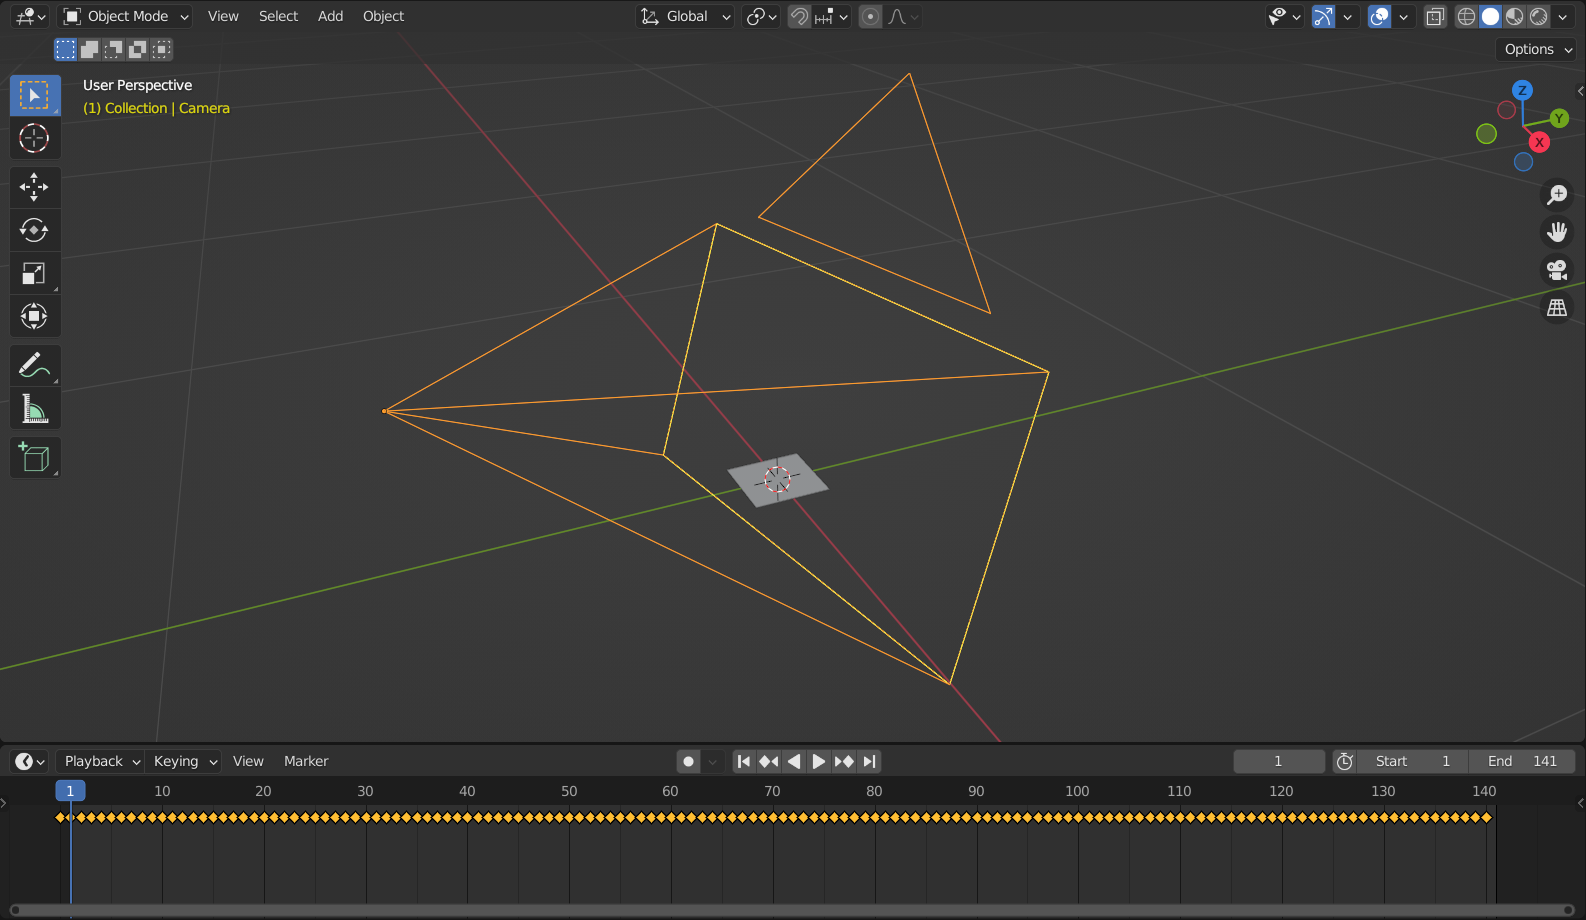 Object Mode View Select Add Object Global
Options
User Perspective
(1) Collection | Camera
Z
Y
X
Playback Keying View Marker 1 Start 1 End 141
1 10 20 30 40 50 60 70 80 90 100 110 120 130 140